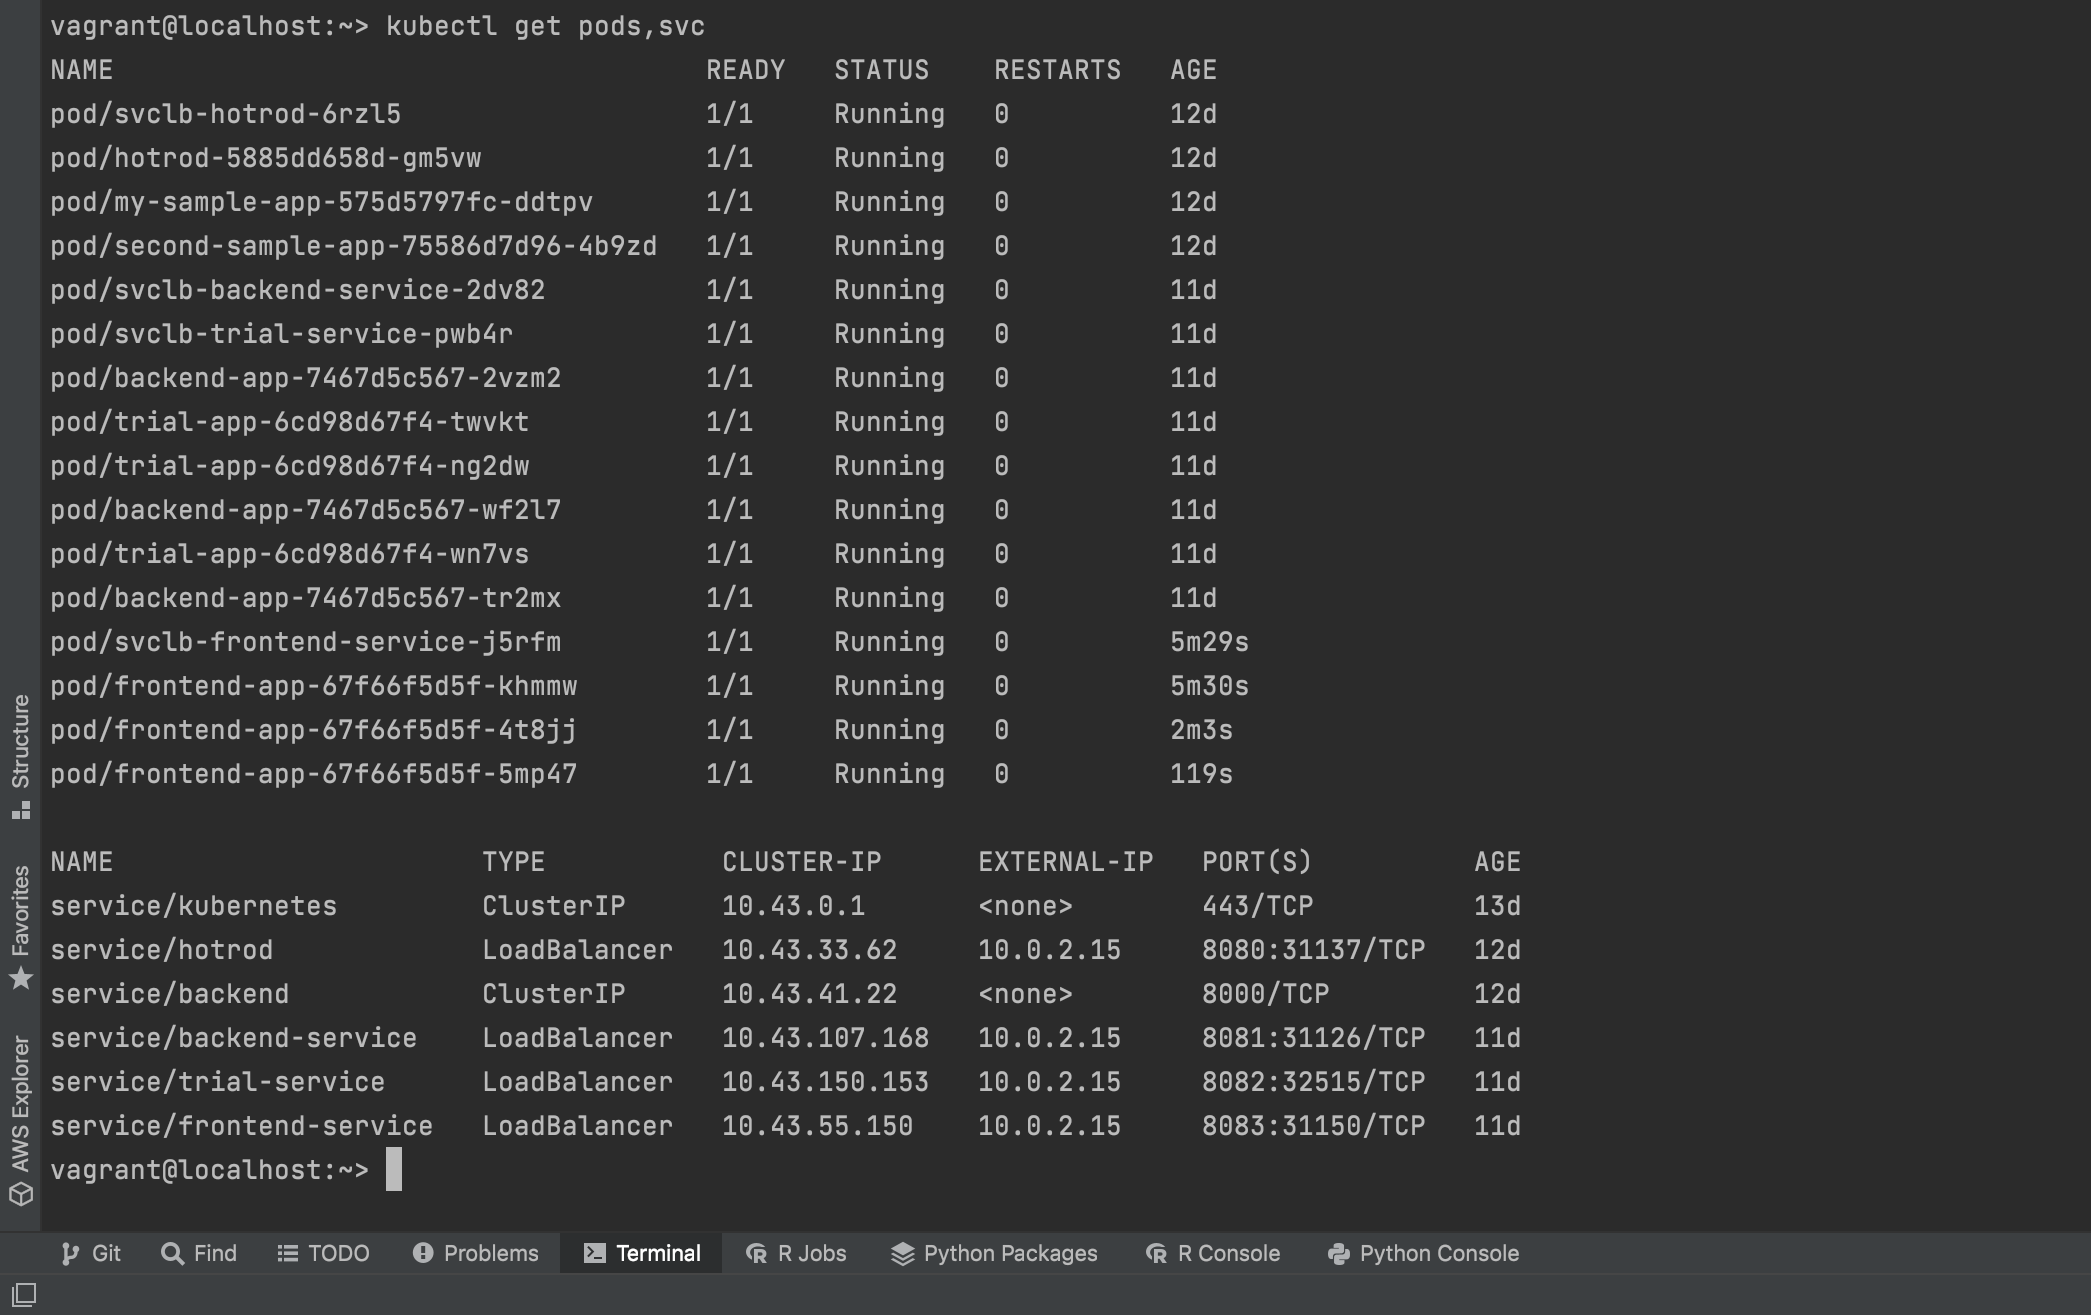 vagrant@localhost:~> kubectl get pods,svc
NAME READY STATUS RESTARTS AGE
pod/svclb-hotrod-6rzl5 1/1 Running 0 12d
pod/hotrod-5885dd658d-gm5vw 1/1 Running 0 12d
pod/my-sample-app-575d5797fc-ddtpv 1/1 Running 0 12d
pod/second-sample-app-75586d7d96-4b9zd 1/1 Running 0 12d
pod/svclb-backend-service-2dv82 1/1 Running 0 11d
pod/svclb-trial-service-pwb4r 1/1 Running 0 11d
pod/backend-app-7467d5c567-2vzm2 1/1 Running 0 11d
pod/trial-app-6cd98d67f4-twvkt 1/1 Running 0 11d
pod/trial-app-6cd98d67f4-ng2dw 1/1 Running 0 11d
pod/backend-app-7467d5c567-wf2l7 1/1 Running 0 11d
pod/trial-app-6cd98d67f4-wn7vs 1/1 Running 0 11d
pod/backend-app-7467d5c567-tr2mx 1/1 Running 0 11d
pod/svclb-frontend-service-j5rfm 1/1 Running 0 5m29s
pod/frontend-app-67f66f5d5f-khmmw 1/1 Running 0 5m30s
pod/frontend-app-67f66f5d5f-4t8jj 1/1 Running 0 2m3s
pod/frontend-app-67f66f5d5f-5mp47 1/1 Running 0 119s
NAME TYPE CLUSTER-IP EXTERNAL-IP PORT(S) AGE
service/kubernetes ClusterIP 10.43.0.1 <none> 443/TCP 13d
service/hotrod LoadBalancer 10.43.33.62 10.0.2.15 8080:31137/TCP 12d
service/backend ClusterIP 10.43.41.22 <none> 8000/TCP 12d
service/backend-service LoadBalancer 10.43.107.168 10.0.2.15 8081:31126/TCP 11d
service/trial-service LoadBalancer 10.43.150.153 10.0.2.15 8082:32515/TCP 11d
service/frontend-service LoadBalancer 10.43.55.150 10.0.2.15 8083:31150/TCP 11d
vagrant@localhost:~>
Structure
Favorites
AWS Explorer
Git Find TODO Problems Terminal R Jobs Python Packages R Console Python Console